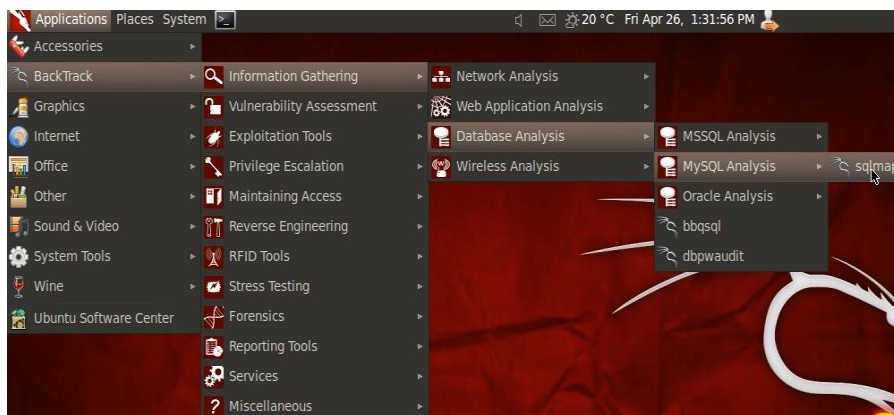 Applications Places System 20 °C Fri Apr 26, 1:31:56 PM
Accessories
BackTrack
Graphics
Internet
Office
Other
Sound & Video
System Tools
Wine
Ubuntu Software Center
Information Gathering
Vulnerability Assessment
Exploitation Tools
Privilege Escalation
Maintaining Access
Reverse Engineering
RFID Tools
Stress Testing
Forensics
Reporting Tools
Services
Miscellaneous
Network Analysis
Web Application Analysis
Database Analysis
Wireless Analysis
MSSQL Analysis
MySQL Analysis
Oracle Analysis
bbqsql
dbpwaudit
sqlmap